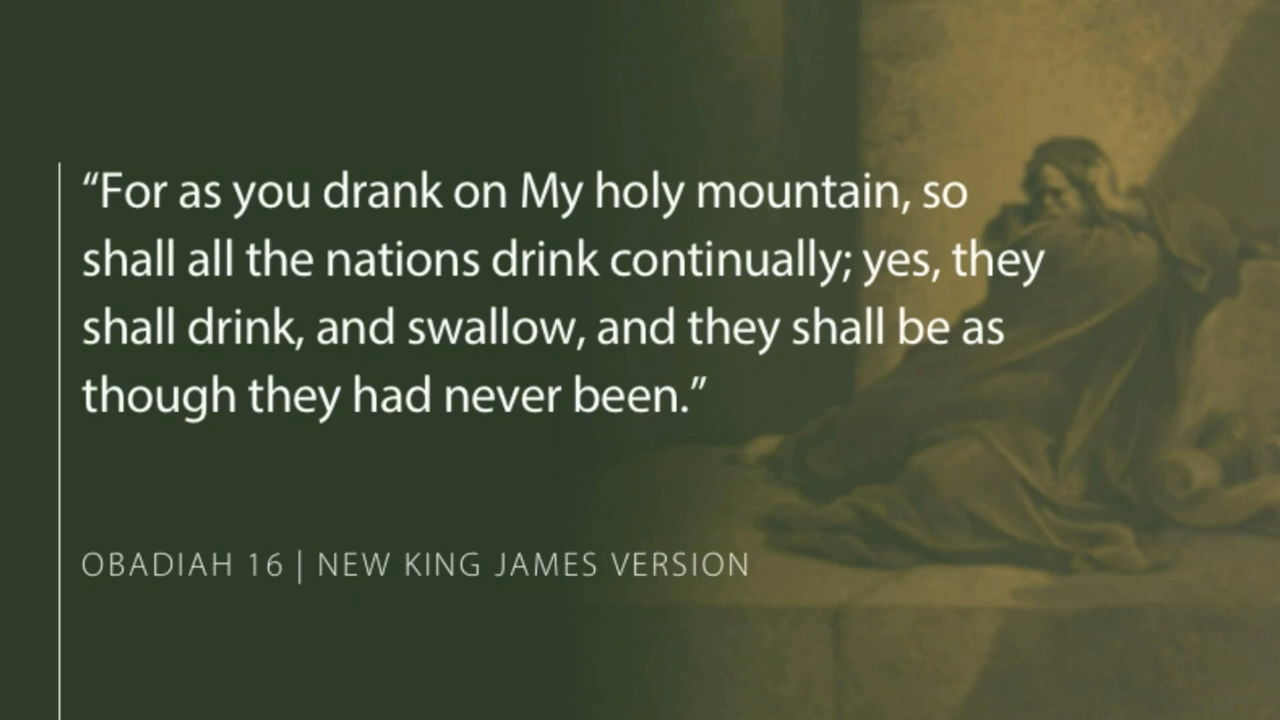 “For as you drank on My holy mountain, so
shall all the nations drink continually; yes, they
shall drink, and swallow, and they shall be as
though they had never been.”
OBADIAH 16 | NEW KING JAMES VERSION